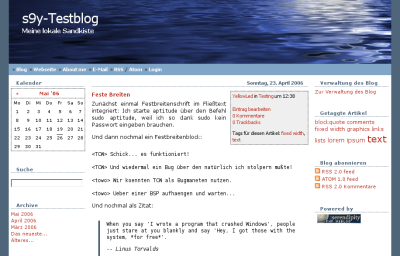 s9y-Testblog
Meine lokale Sandkiste
Blog Webseite About me E-Mail RSS Atom Login
Kalender
Mai '06
Mo Di Mi Do Fr Sa So
1 2 3 4 5 6 7
8 9 10 11 12 13 14
15 16 17 18 19 20 21
22 23 24 25 26 27 28
29 30 31
Suche
Archive
Mai 2006
April 2006
März 2006
Das neueste...
Älteres...
Sonntag, 23. April 2006
Feste Breiten
YellowLed in Testing um 12:38
Eintrag bearbeiten
0 Kommentare
0 Trackbacks
Tags für diesen Artikel: fixed width,
text
Zunächst einmal Festbreitenschrift im Fließtext
integriert: Ich starte aptitude über den Befehl
sudo aptitude, weil ich so dank sudo kein
Passwort eingeben brauchen.
Und dann nochmal ein Festbreitenblock::
<TOM> Schick... es funktioniert!
<TOM> Und wiedermal ein Bug über den natürlich ich stolpern mußte!
<towo> Wir koennten TOM als Bugmaneten nutzen.
<towo> Ueber einer BSP aufhaengen und warten...
Und nochmal als Zitat:
When you say 'I wrote a program that crashed Windows', people
just stare at you blankly and say 'Hey, I got those with the
system, *for free*'.
-- Linus Torvalds
Verwaltung des Blog
Zur Verwaltung des Blog
Getaggte Artikel
block.quote comments
fixed width graphics links
lists lorem ipsum text
Blog abonnieren
RSS 2.0 feed
ATOM 1.0 feed
RSS 2.0 Kommentare
Powered by
serendipity